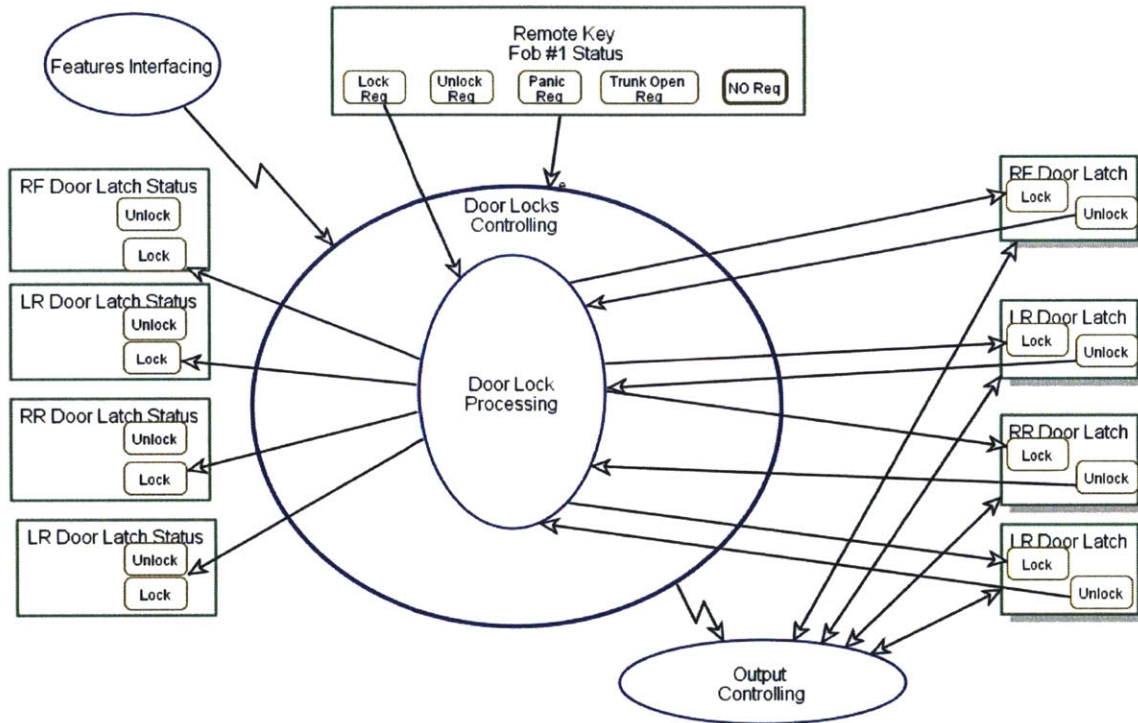 Remote Key
Fob #1 Status
Lock
Req
Unlock
Req
Panic
Req
Trunk Open
Req
NO Req
Features Interfacing
RF Door Latch Status
Unlock
Lock
LR Door Latch Status
Unlock
Lock
RR Door Latch Status
Unlock
Lock
LR Door Latch Status
Unlock
Lock
Door Locks
Controlling
e
Door Lock
Processing
RF Door Latch
Lock
Unlock
LR Door Latch
Lock
Unlock
RR Door Latch
Lock
Unlock
LR Door Latch
Lock
Unlock
Output
Controlling